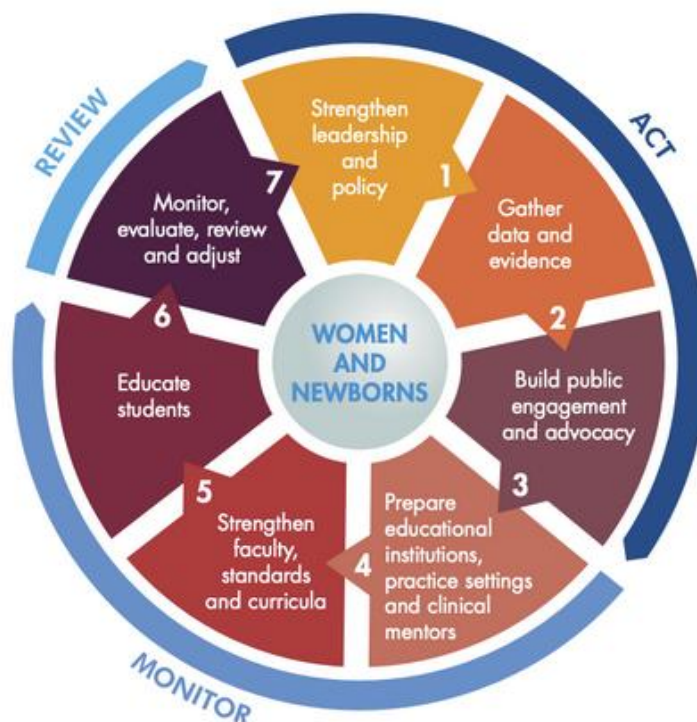 REVIEW
ACT
MONITOR
Strengthen
leadership
and
policy
1
Gather
data and
evidence
2
Build public
engagement
and advocacy
3
Prepare
educational
institutions,
practice settings
and clinical
mentors
4
Strengthen
faculty,
standards
and curricula
5
Educate
students
6
Monitor,
evaluate, review
and adjust
7
WOMEN
AND
NEWBORNS